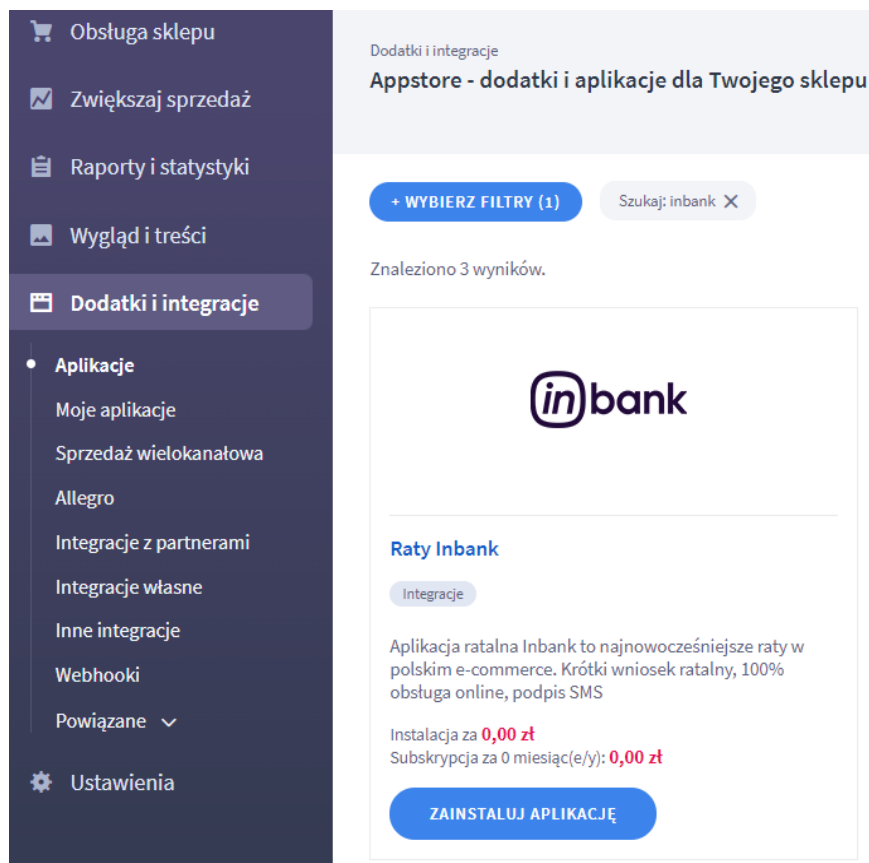 Obsługa sklepu
Zwiększaj sprzedaż
Raporty i statystyki
Wygląd i treści
Dodatki i integracje
Aplikacje
Moje aplikacje
Sprzedaż wielokanałowa
Allegro
Integracje z partnerami
Integracje własne
Inne integracje
Webhooki
Powiązane
Ustawienia
Dodatki i integracje
Appstore - dodatki i aplikacje dla Twojego sklepu
+ WYBIERZ FILTRY (1)
Szukaj: inbank ✕
Znaleziono 3 wyników.
inbank
Raty Inbank
Integracje
Aplikacja ratalna Inbank to najnowocześniejsze raty w
polskim e-commerce. Krótki wniosek ratalny, 100%
obsługa online, podpis SMS
Instalacja za 0,00 zł
Subskrypcja za 0 miesiąc(e/y): 0,00 zł
ZAINSTALUJ APLIKACJĘ